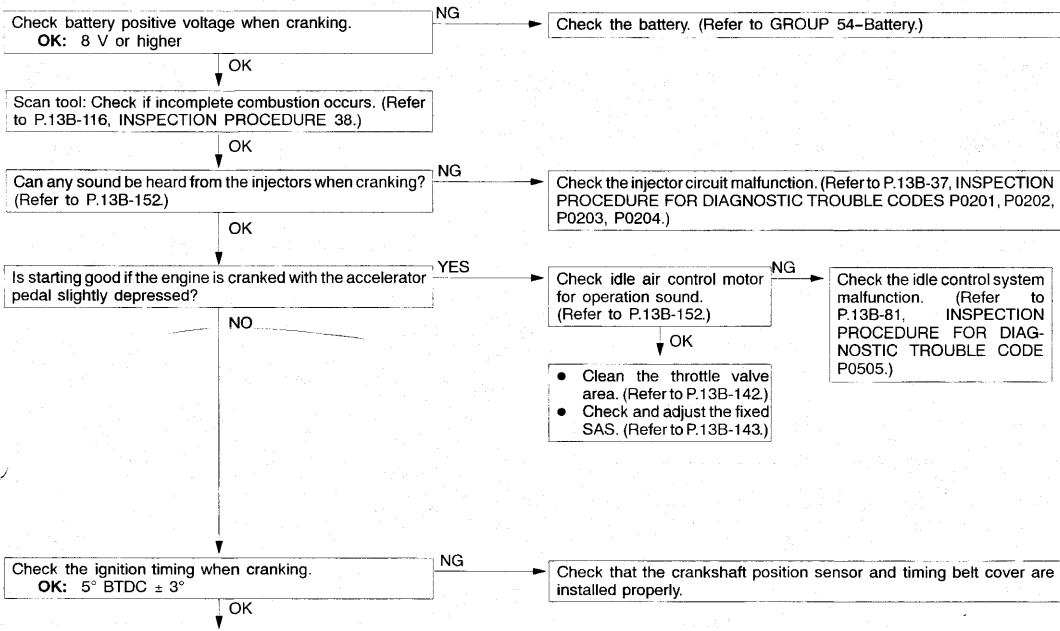 Check battery positive voltage when cranking.
OK: 8 V or higher
NG
Check the battery. (Refer to GROUP 54–Battery.)
OK
Scan tool: Check if incomplete combustion occurs. (Refer
to P.13B-116, INSPECTION PROCEDURE 38.)
OK
Can any sound be heard from the injectors when cranking?
(Refer to P.13B-152.)
NG
Check the injector circuit malfunction. (Refer to P.13B-37, INSPECTION
PROCEDURE FOR DIAGNOSTIC TROUBLE CODES P0201, P0202,
P0203, P0204.)
OK
Is starting good if the engine is cranked with the accelerator
pedal slightly depressed?
YES
Check idle air control motor
for operation sound.
(Refer to P.13B-152.)
NG
Check the idle control system
malfunction. (Refer to
P.13B-81, INSPECTION
PROCEDURE FOR DIAG-
NOSTIC TROUBLE CODE
P0505.)
NO
OK
● Clean the throttle valve
area. (Refer to P.13B-142.)
● Check and adjust the fixed
SAS. (Refer to P.13B-143.)
Check the ignition timing when cranking.
OK: 5° BTDC ± 3°
NG
Check that the crankshaft position sensor and timing belt cover are
installed properly.
OK